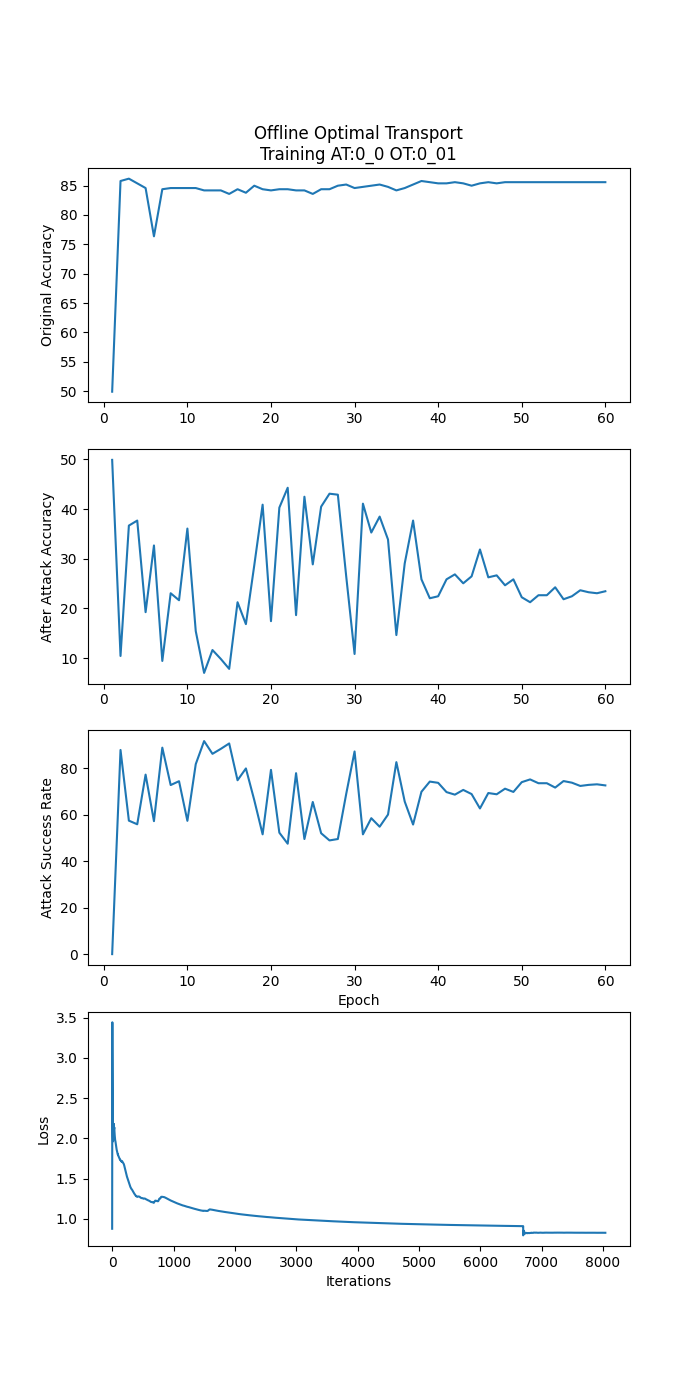 Offline Optimal Transport
Training AT:0_0 OT:0_01
Original Accuracy
85
80
75
70
65
60
55
50
0 10 20 30 40 50 60
After Attack Accuracy
50
40
30
20
10
0 10 20 30 40 50 60
Attack Success Rate
80
60
40
20
0
0 10 20 30 40 50 60
Epoch
Loss
3.5
3.0
2.5
2.0
1.5
1.0
0 1000 2000 3000 4000 5000 6000 7000 8000
Iterations